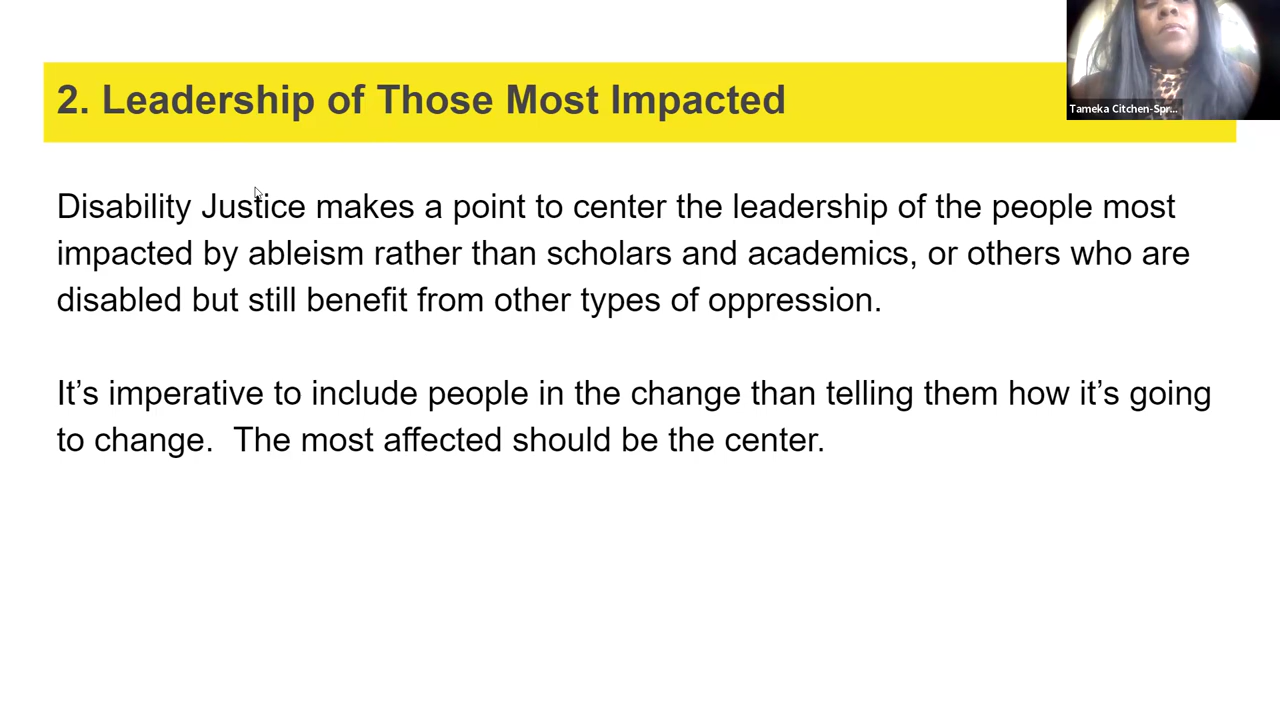 2. Leadership of Those Most Impacted
Tameka Citchen-Spr...
Disability Justice makes a point to center the leadership of the people most
impacted by ableism rather than scholars and academics, or others who are
disabled but still benefit from other types of oppression.
It’s imperative to include people in the change than telling them how it’s going
to change.  The most affected should be the center.